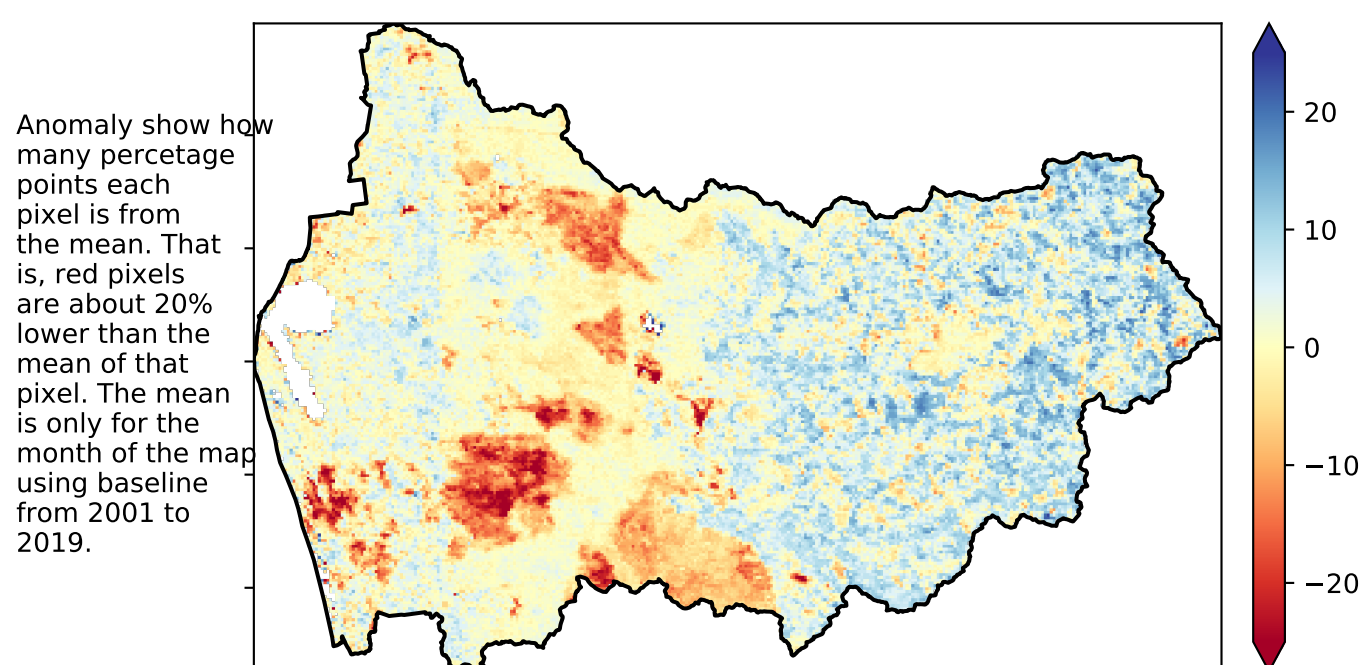 Anomaly show how
many percetage
points each
pixel is from
the mean. That
is, red pixels
are about 20%
lower than the
mean of that
pixel. The mean
is only for the
month of the map
using baseline
from 2001 to
2019.
20
10
0
−10
−20